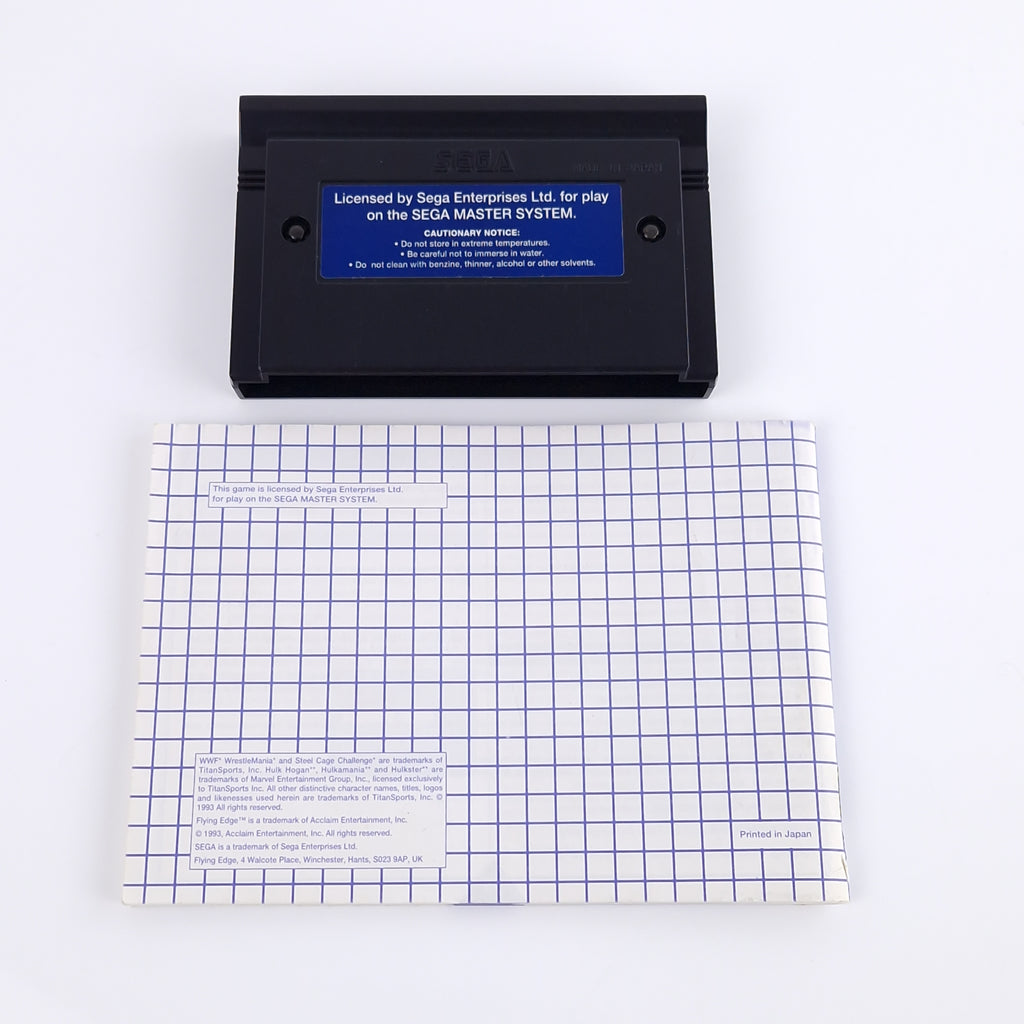 SEGA
MADE IN JAPAN
Licensed by Sega Enterprises Ltd. for play
on the SEGA MASTER SYSTEM.
CAUTIONARY NOTICE:
• Do not store in extreme temperatures.
• Be careful not to immerse in water.
• Do not clean with benzine, thinner, alcohol or other solvents.
This game is licensed by Sega Enterprises Ltd.
for play on the SEGA MASTER SYSTEM.
WWF® WrestleMania® and Steel Cage Challenge® are trademarks of
TitanSports, Inc. Hulk Hogan™, Hulkamania™ and Hulkster™ are
trademarks of Marvel Entertainment Group, Inc., licensed exclusively
to TitanSports Inc. All other distinctive character names, titles, logos
and likenesses used herein are trademarks of TitanSports, Inc. ©
1993 All rights reserved.
Flying Edge™ is a trademark of Acclaim Entertainment, Inc.
© 1993, Acclaim Entertainment, Inc. All rights reserved.
SEGA is a trademark of Sega Enterprises Ltd.
Flying Edge, 4 Walcote Place, Winchester, Hants, S023 9AP, UK
Printed in Japan